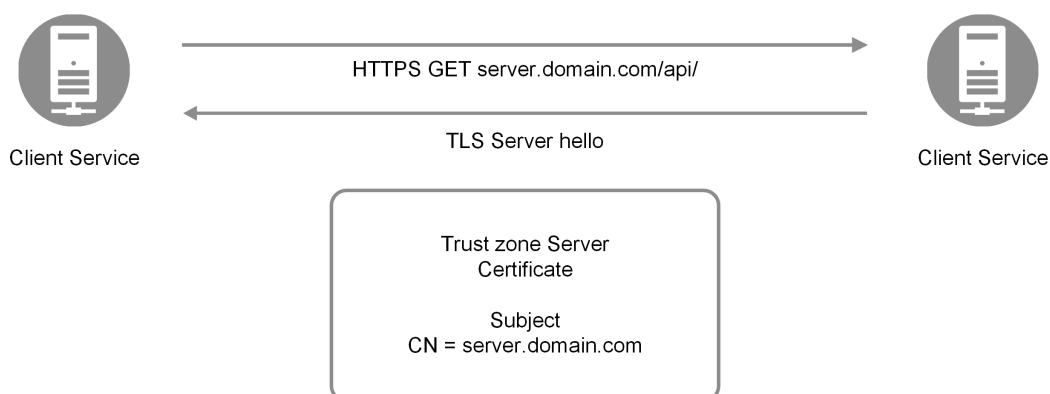 HTTPS GET server.domain.com/api/
TLS Server hello
Client Service
Client Service
Trust zone Server
Certificate
Subject
CN = server.domain.com